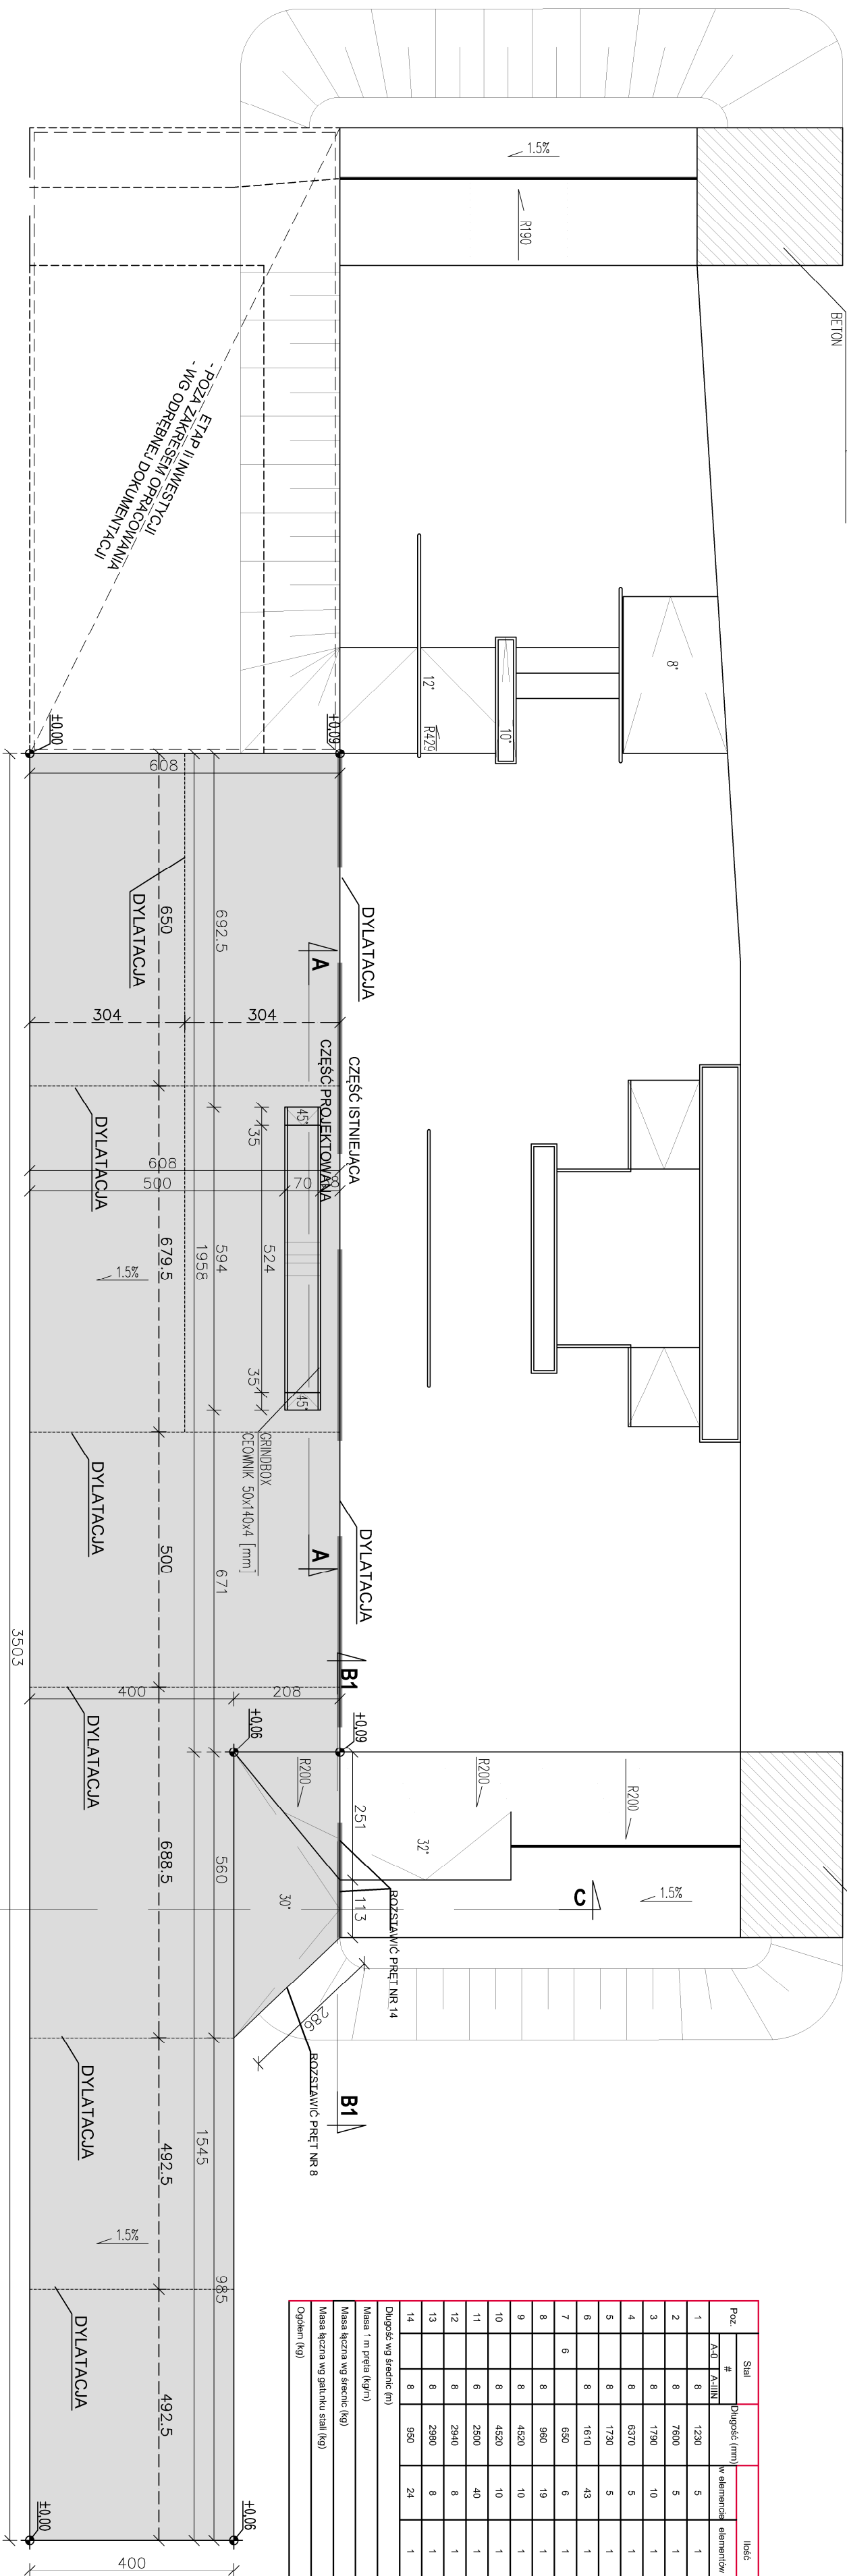 BETON
1.5%
R190
- POZA ZAKRESEM OPRACOWANIA
ETAP II INWESTYCJI
- WG ODRĘBNEJ DOKUMENTACJI
8°
12°
R429
10°
±0.00
+0.09
608
650
692.5
DYLATACJA
DYLATACJA
A
304
304
CZĘŚĆ ISTNIEJĄCA
CZĘŚĆ PROJEKTOWANA
DYLATACJA
45°
35
608
500
70
679.5
1.5%
1958
594
524
35
45°
GRINDBOX
CEOWNIK 50x140x4 [mm]
DYLATACJA
500
671
A
DYLATACJA
3503
B1
400
208
DYLATACJA
+0,06
+0.09
R200
R200
R200
251
32°
688.5
560
30°
113
C
1.5%
ROZSTAWIĆ PRĘT NR 14
286
ROZSTAWIĆ PRĘT NR 8
B1
DYLATACJA
492.5
1545
1.5%
985
DYLATACJA
492.5
±0.00
+0.06
400
Poz. Stal Długość (mm) Ilość
# w elemencie elementów
A-0 A-IIIN
1 8 1230 5 1
2 8 7600 5 1
3 8 1790 10 1
4 8 6370 5 1
5 8 1730 5 1
6 8 1610 43 1
7 6 650 6 1
8 8 960 19 1
9 8 4520 10 1
10 8 4520 10 1
11 6 2500 40 1
12 8 2940 8 1
13 8 2980 8 1
14 8 950 24 1
Długość wg średnic (m)
Masa 1 m pręta (kg/m)
Masa łączna wg średnic (kg)
Masa łączna wg gatunku stali (kg)
Ogółem (kg)